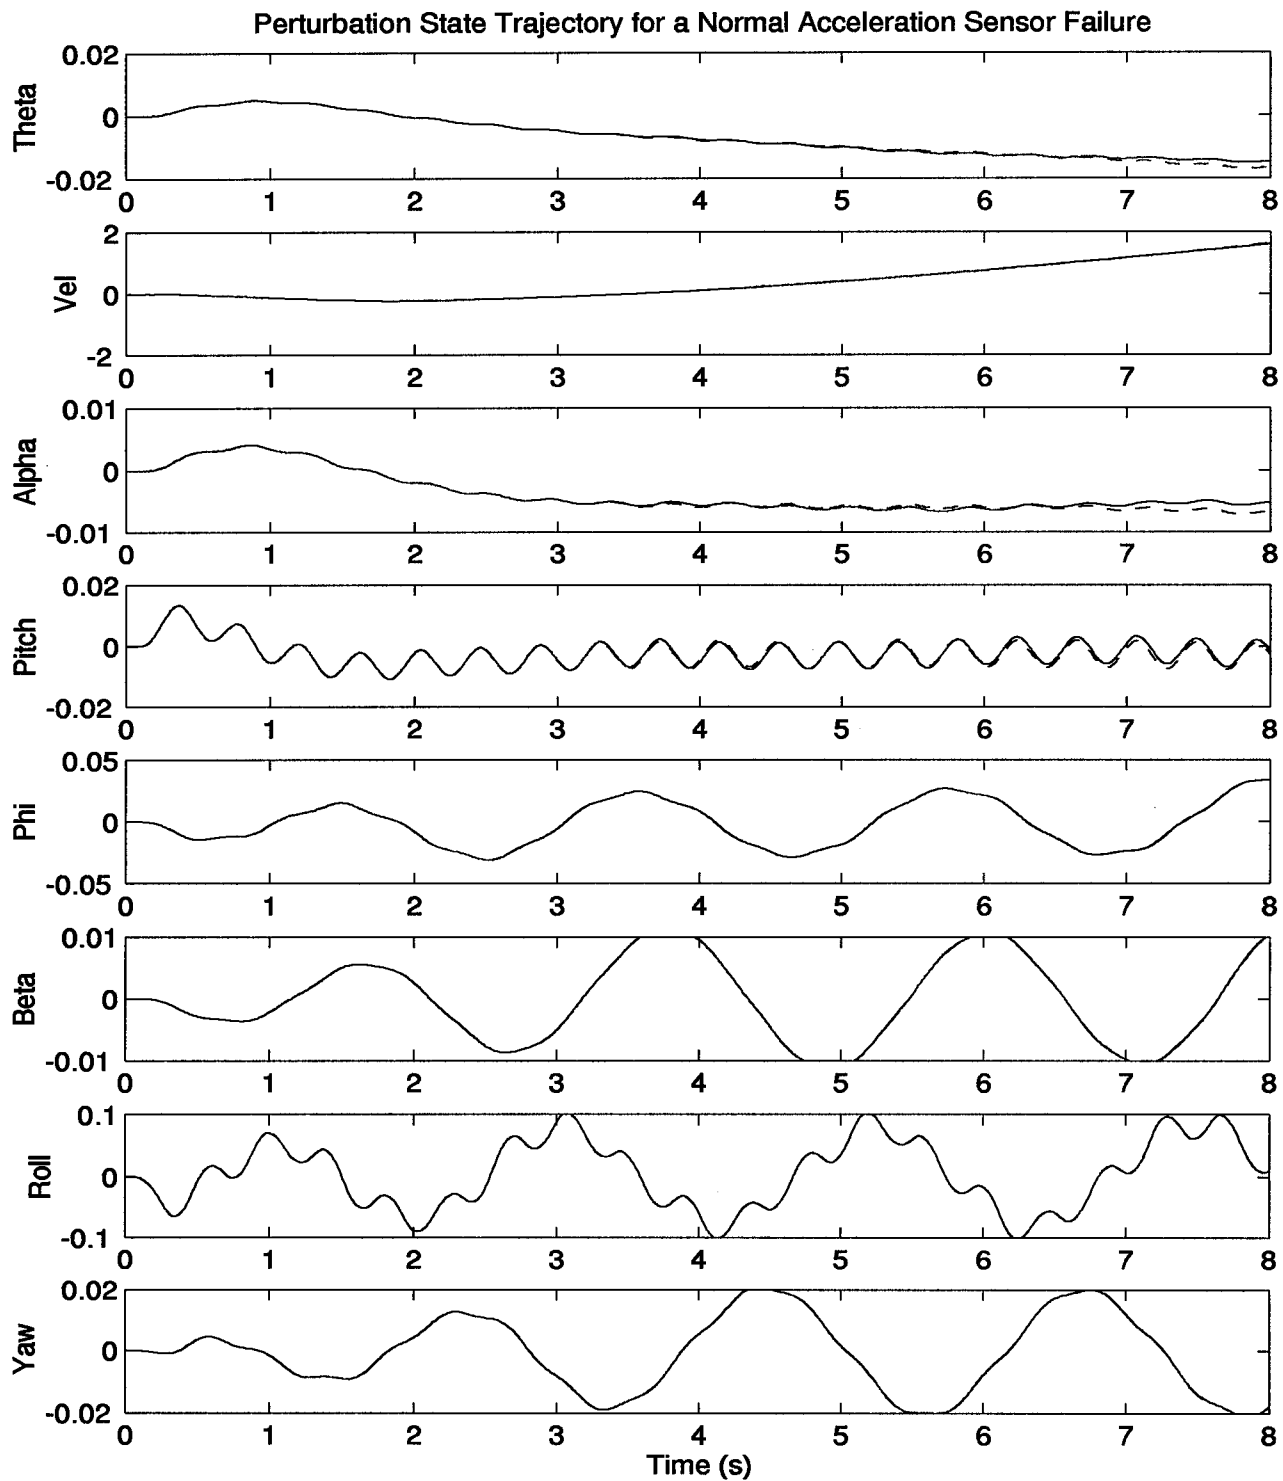 Perturbation State Trajectory for a Normal Acceleration Sensor Failure
0.02
Theta
0
-0.02
0 1 2 3 4 5 6 7 8
2
Vel
0
-2
0 1 2 3 4 5 6 7 8
0.01
Alpha
0
-0.01
0 1 2 3 4 5 6 7 8
0.02
Pitch
0
-0.02
0 1 2 3 4 5 6 7 8
0.05
Phi
0
-0.05
0 1 2 3 4 5 6 7 8
0.01
Beta
0
-0.01
0 1 2 3 4 5 6 7 8
0.1
Roll
0
-0.1
0 1 2 3 4 5 6 7 8
0.02
Yaw
0
-0.02
0 1 2 3 4 5 6 7 8
Time (s)